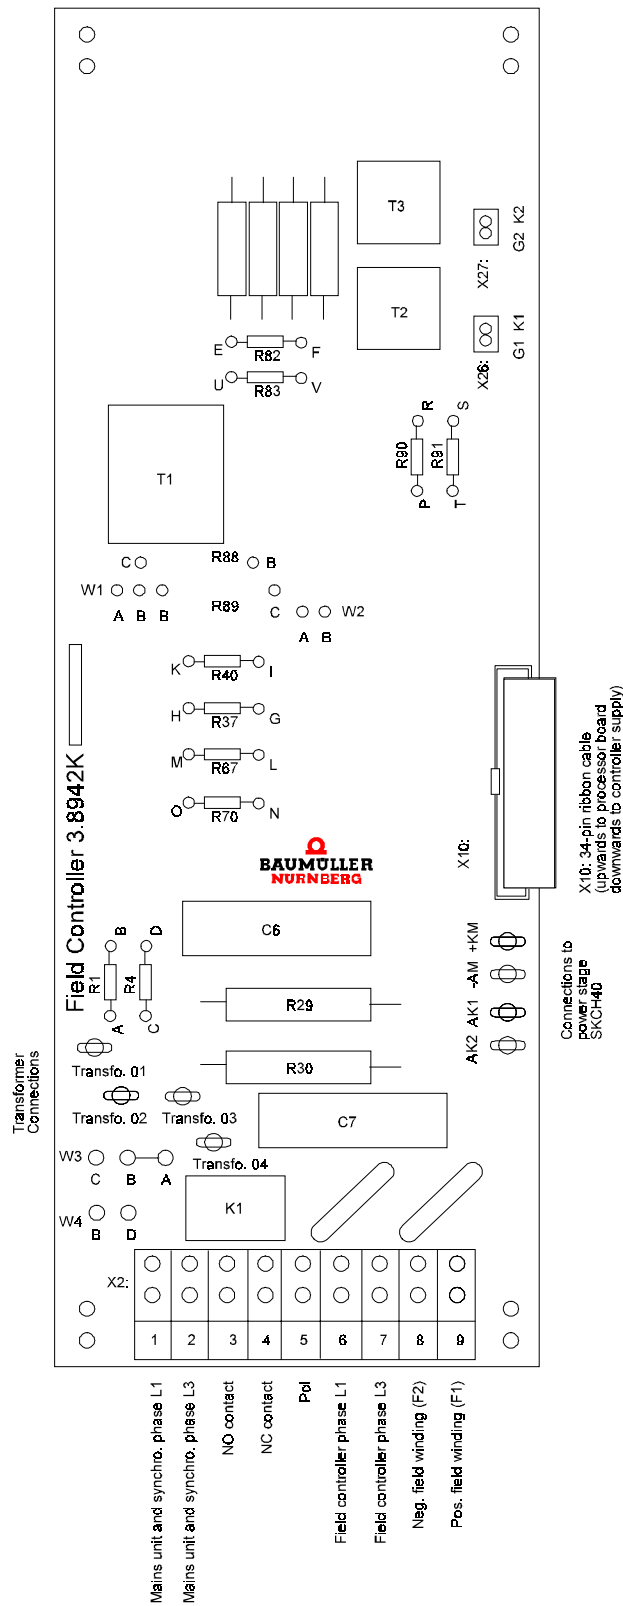 T3
G2 K2
X27:
T2
G1 K1
X26:
E
R82
F
U
R83
V
R
S
R90
R91
P
T
T1
C
R88
B
W1
A
B
B
R89
C
W2
A
B
K
R40
I
H
R37
G
M
R67
L
O
R70
N
Field Controller 3.8942K
BAUMÜLLER
NÜRNBERG
X10:
X10: 34-pin ribbon cable
(upwards to processor board
downwards to controller supply)
C6
B
D
R1
R4
A
C
R29
R30
C7
AK2 AK1 -AM +KM
Connections to
power stage
SKCH40
Transformer
Connections
Transfo. 01
Transfo. 02
Transfo. 03
Transfo. 04
W3
C
B
A
W4
B
D
K1
X2:
1
2
3
4
5
6
7
8
9
Mains unit and synchro. phase L1
Mains unit and synchro. phase L3
NO contact
NC contact
Pol
Field controller phase L1
Field controller phase L3
Neg. field winding (F2)
Pos. field winding (F1)